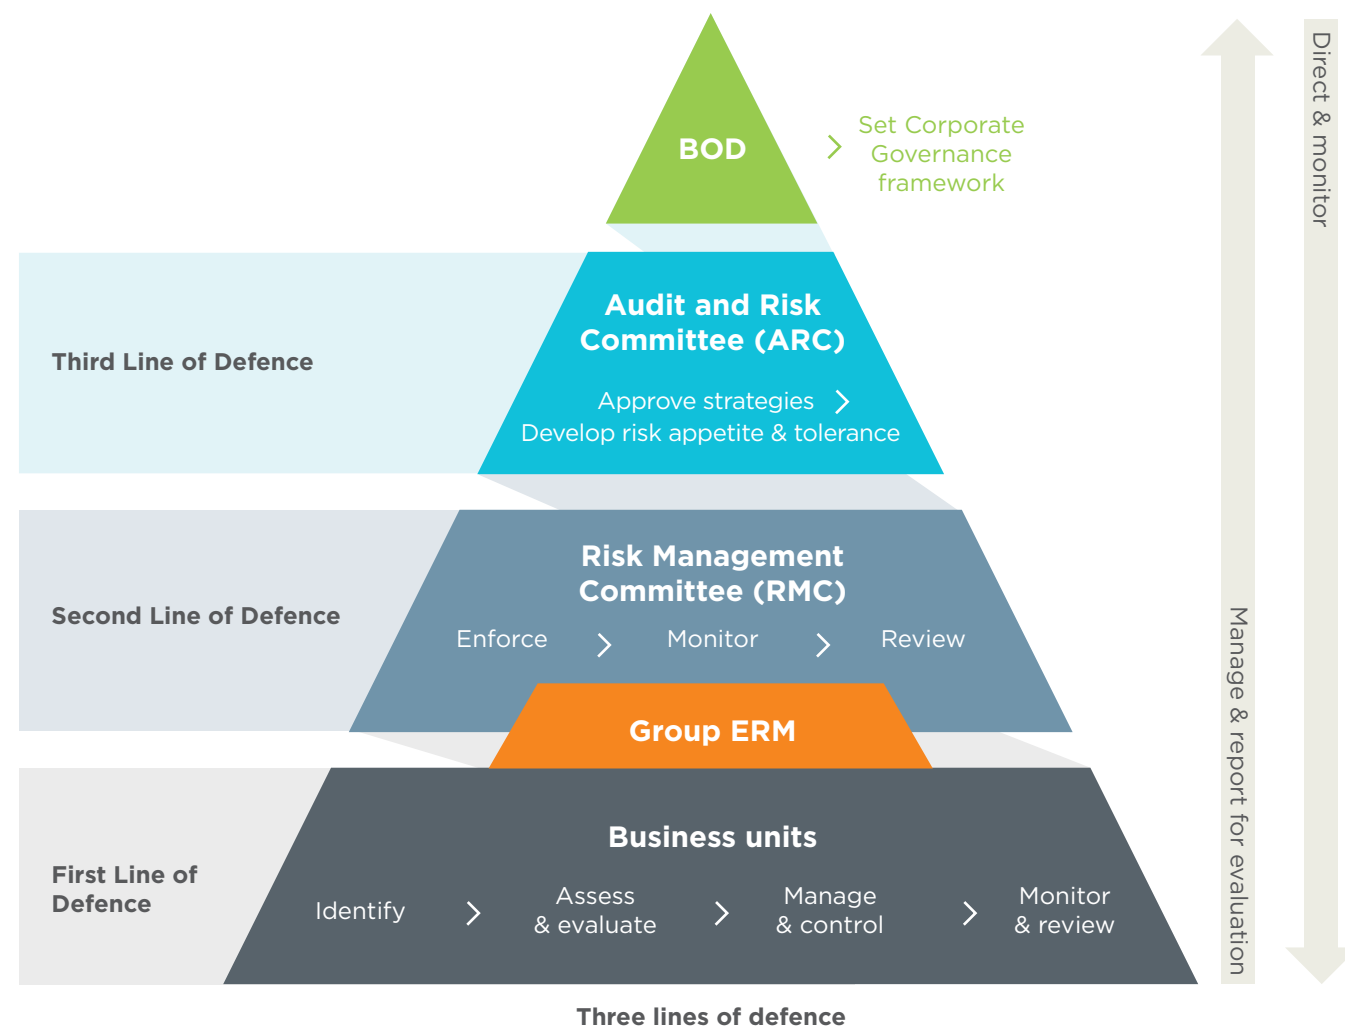 BOD
Set Corporate
Governance
framework
Third Line of Defence
Audit and Risk
Committee (ARC)
Approve strategies
Develop risk appetite & tolerance
Second Line of Defence
Risk Management
Committee (RMC)
Enforce
Monitor
Review
Group ERM
First Line of
Defence
Business units
Identify
Assess
& evaluate
Manage
& control
Monitor
& review
Manage & report for evaluation
Direct & monitor
Three lines of defence